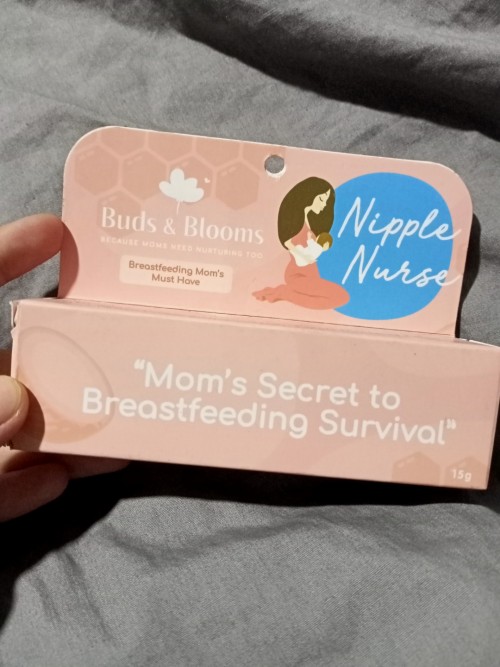 Buds & Blooms
BECAUSE MOMS NEED NURTURING TOO
Breastfeeding Mom's
Must Have
Nipple
Nurse
"Mom's Secret to
Breastfeeding Survival"
15g